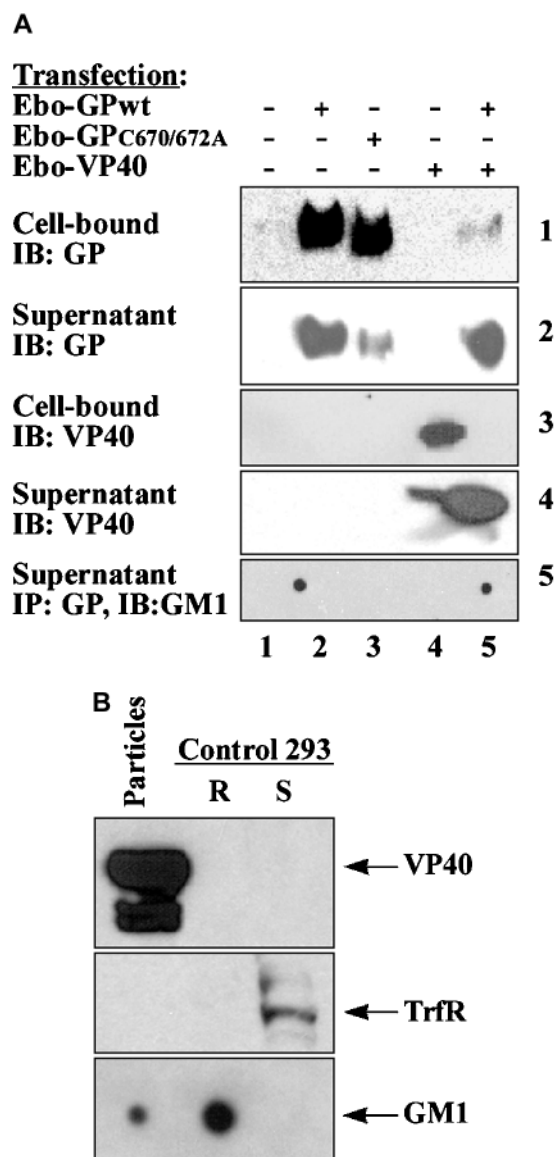 A
Transfection:
Ebo-GPwt - + - - +
Ebo-GPC670/672A - - + - -
Ebo-VP40 - - - + +
Cell-bound
IB: GP
1
Supernatant
IB: GP
2
Cell-bound
IB: VP40
3
Supernatant
IB: VP40
4
Supernatant
IP: GP, IB:GM1
5
1 2 3 4 5
B
Particles
Control 293
R S
VP40
TrfR
GM1